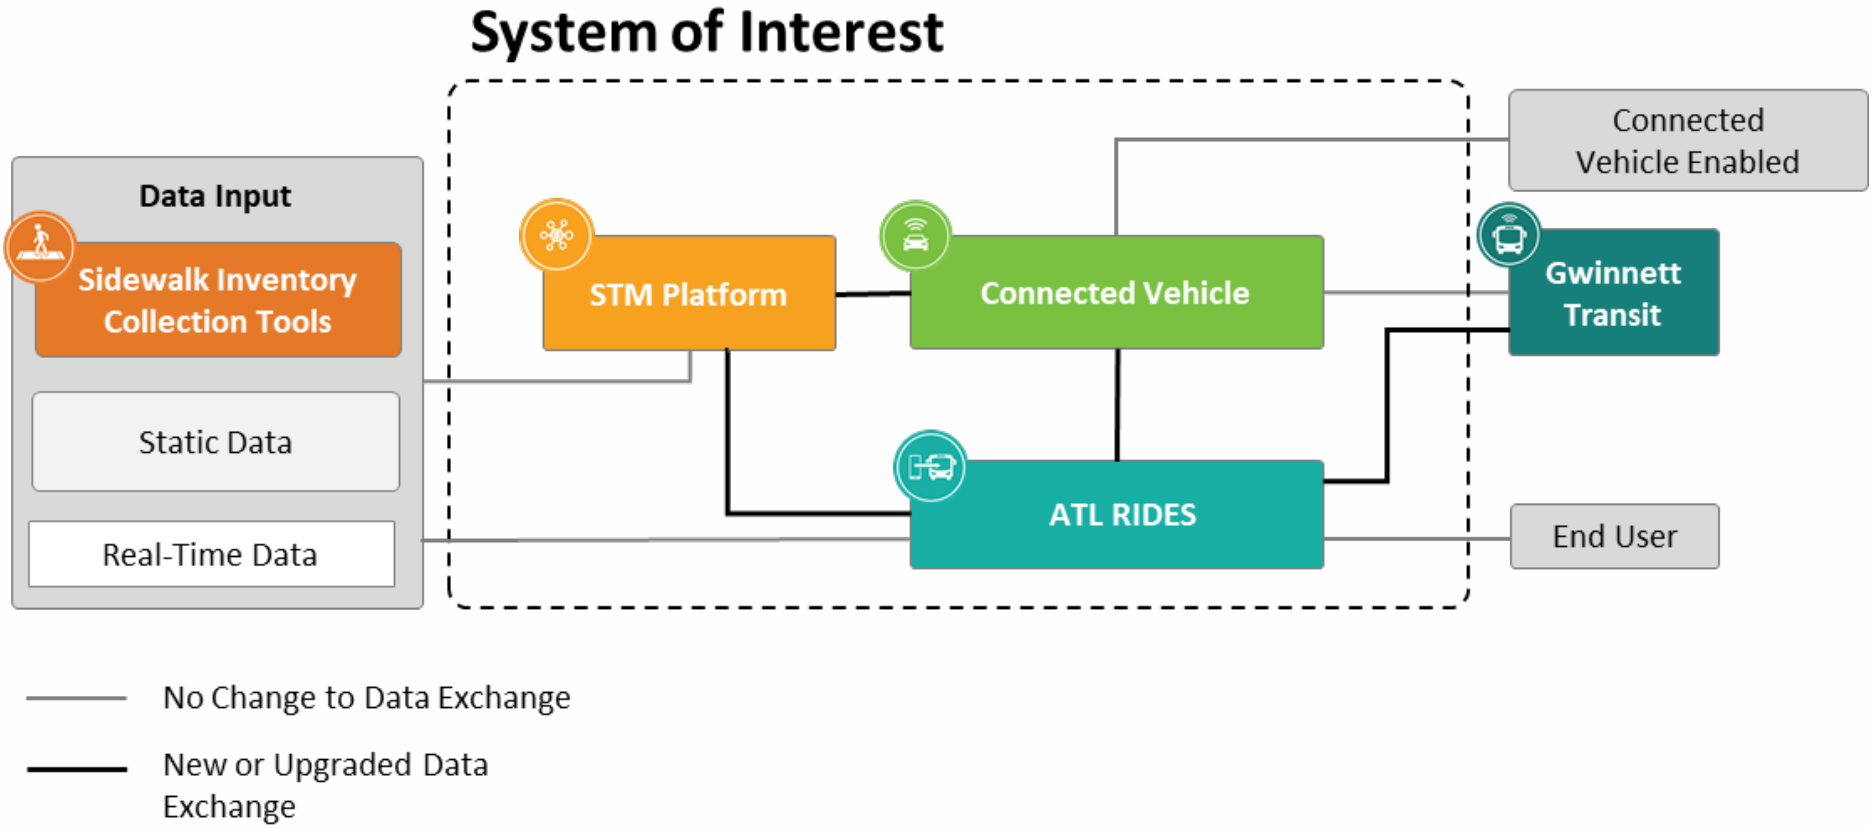 System of Interest
Data Input
Sidewalk Inventory
Collection Tools
Static Data
Real-Time Data
STM Platform
Connected Vehicle
ATL RIDES
Connected
Vehicle Enabled
Gwinnett
Transit
End User
No Change to Data Exchange
New or Upgraded Data
Exchange